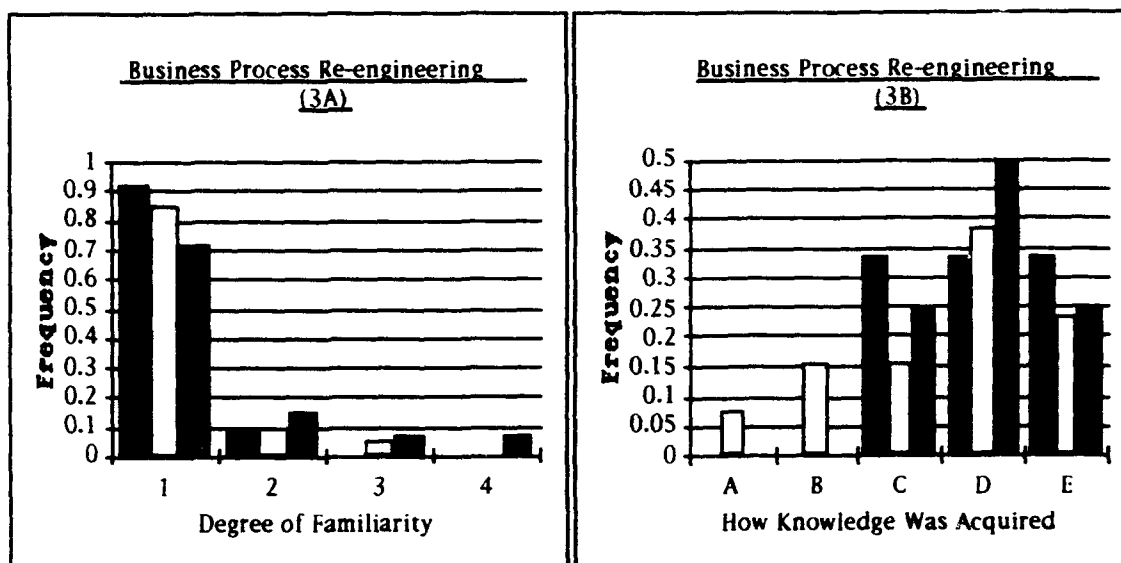 Business Process Re-engineering
(3A)
Frequency
1
0.9
0.8
0.7
0.6
0.5
0.4
0.3
0.2
0.1
0
1 2 3 4
Degree of Familiarity
Business Process Re-engineering
(3B)
Frequency
0.5
0.45
0.4
0.35
0.3
0.25
0.2
0.15
0.1
0.05
0
A B C D E
How Knowledge Was Acquired